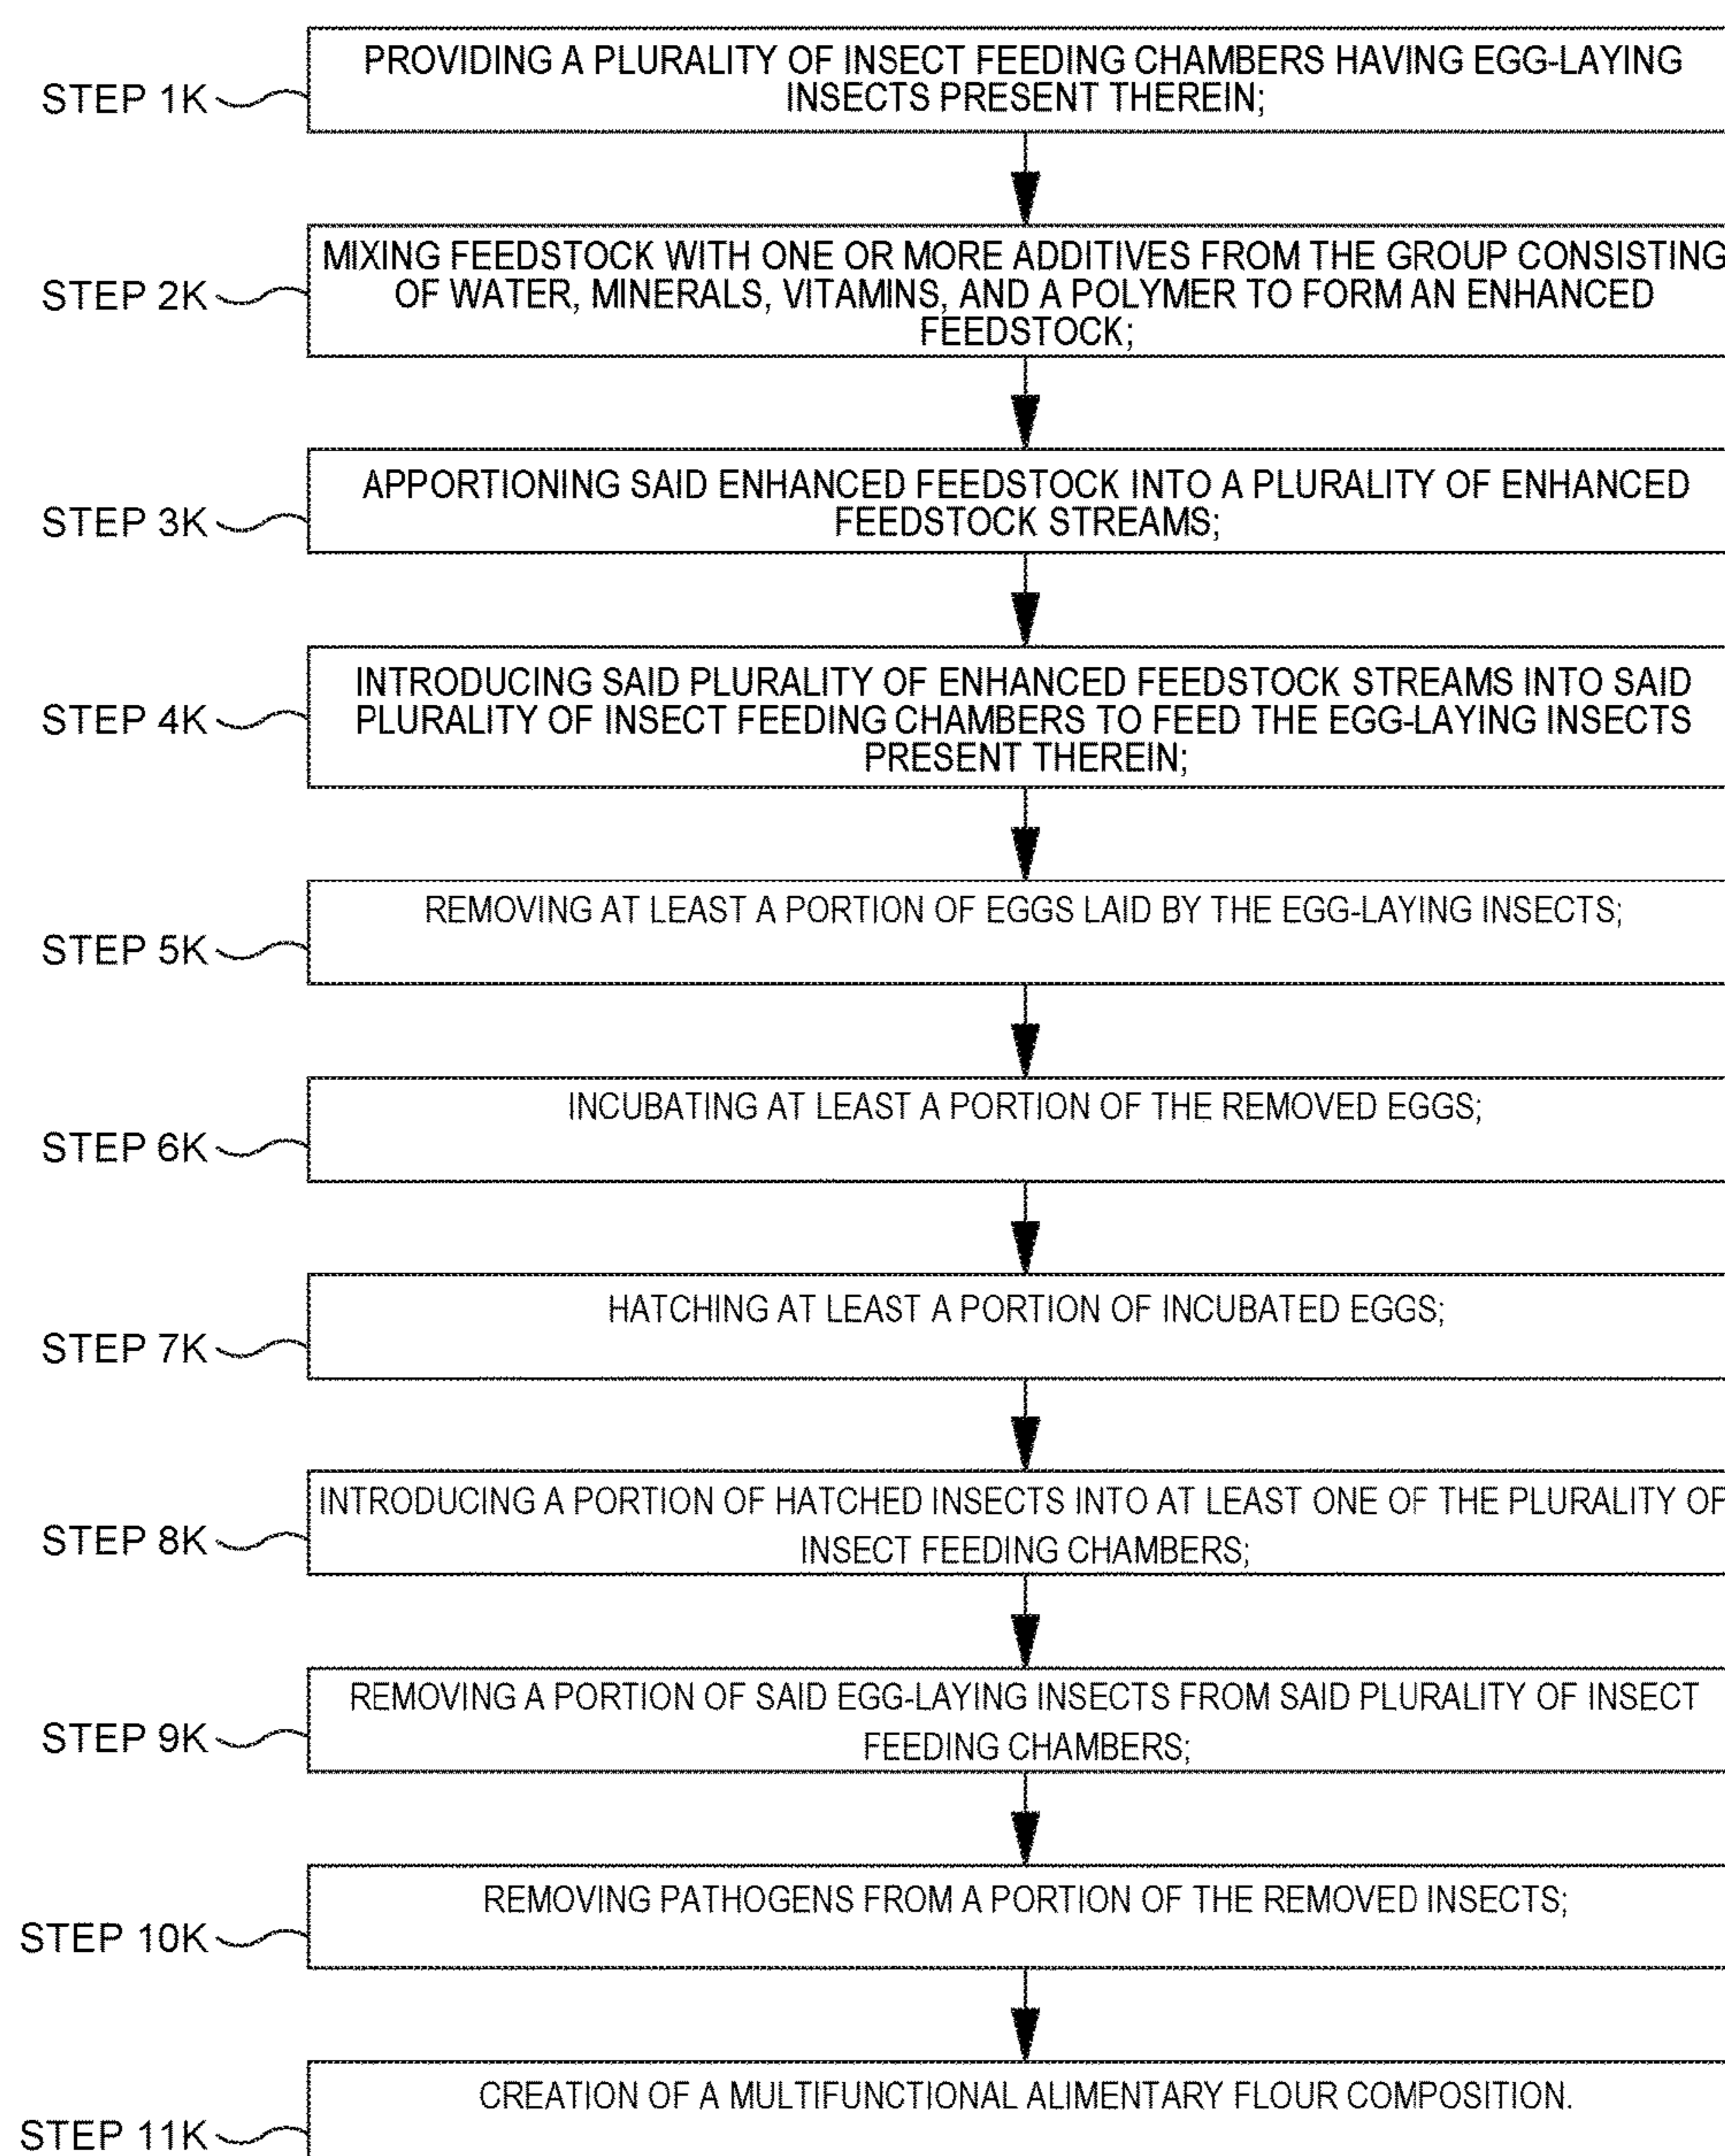 PROVIDING A PLURALITY OF INSECT FEEDING CHAMBERS HAVING EGG-LAYING
STEP 1K
INSECTS PRESENT THEREIN;
MIXING FEEDSTOCK WITH ONE OR MORE ADDITIVES FROM THE GROUP CONSISTING
STEP 2K
OF WATER, MINERALS, VITAMINS, AND A POLYMER TO FORM AN ENHANCED
FEEDSTOCK;
APPORTIONING SAID ENHANCED FEEDSTOCK INTO A PLURALITY OF ENHANCED
STEP 3K
FEEDSTOCK STREAMS;
INTRODUCING SAID PLURALITY OF ENHANCED FEEDSTOCK STREAMS INTO SAID
STEP 4K
PLURALITY OF INSECT FEEDING CHAMBERS TO FEED THE EGG-LAYING INSECTS
PRESENT THEREIN;
REMOVING AT LEAST A PORTION OF EGGS LAID BY THE EGG-LAYING INSECTS;
STEP 5K
INCUBATING AT LEAST A PORTION OF THE REMOVED EGGS;
STEP 6K
HATCHING AT LEAST A PORTION OF INCUBATED EGGS;
STEP 7K
INTRODUCING A PORTION OF HATCHED INSECTS INTO AT LEAST ONE OF THE PLURALITY OF
STEP 8K
INSECT FEEDING CHAMBERS;
REMOVING A PORTION OF SAID EGG-LAYING INSECTS FROM SAID PLURALITY OF INSECT
STEP 9K
FEEDING CHAMBERS;
REMOVING PATHOGENS FROM A PORTION OF THE REMOVED INSECTS;
STEP 10K
CREATION OF A MULTIFUNCTIONAL ALIMENTARY FLOUR COMPOSITION.
STEP 11K